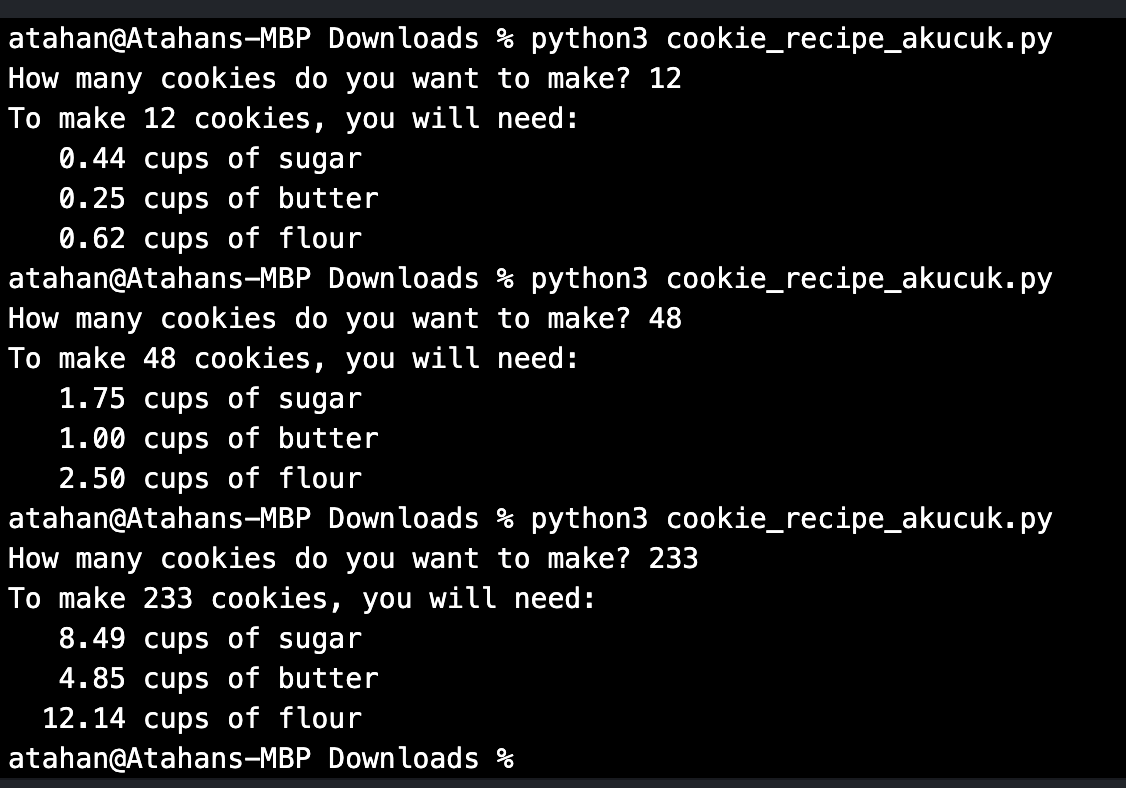 atahan@Atahans-MBP Downloads % python3 cookie_recipe_akucuk.py
How many cookies do you want to make? 12
To make 12 cookies, you will need:
   0.44 cups of sugar
   0.25 cups of butter
   0.62 cups of flour
atahan@Atahans-MBP Downloads % python3 cookie_recipe_akucuk.py
How many cookies do you want to make? 48
To make 48 cookies, you will need:
   1.75 cups of sugar
   1.00 cups of butter
   2.50 cups of flour
atahan@Atahans-MBP Downloads % python3 cookie_recipe_akucuk.py
How many cookies do you want to make? 233
To make 233 cookies, you will need:
   8.49 cups of sugar
   4.85 cups of butter
  12.14 cups of flour
atahan@Atahans-MBP Downloads %